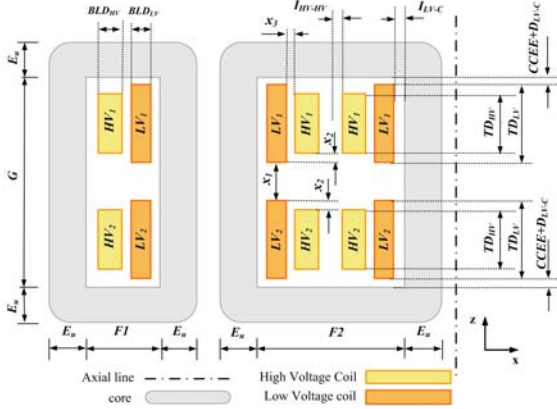 BLD_HV BLD_LV
x_3
I_HV-HV
I_LV-C
E_u
G
E_u
HV_1
LV_1
HV_2
LV_2
LV_1
HV_1
HV_1
LV_1
x_2
x_1
x_2
LV_2
HV_2
HV_2
LV_2
TD_HV
TD_LV
CCEE+D_LV-C
TD_HV
TD_LV
CCEE+D_LV-C
E_u F1 E_u
E_u F2 E_u
z
x
Axial line
core
High Voltage Coil
Low Voltage coil